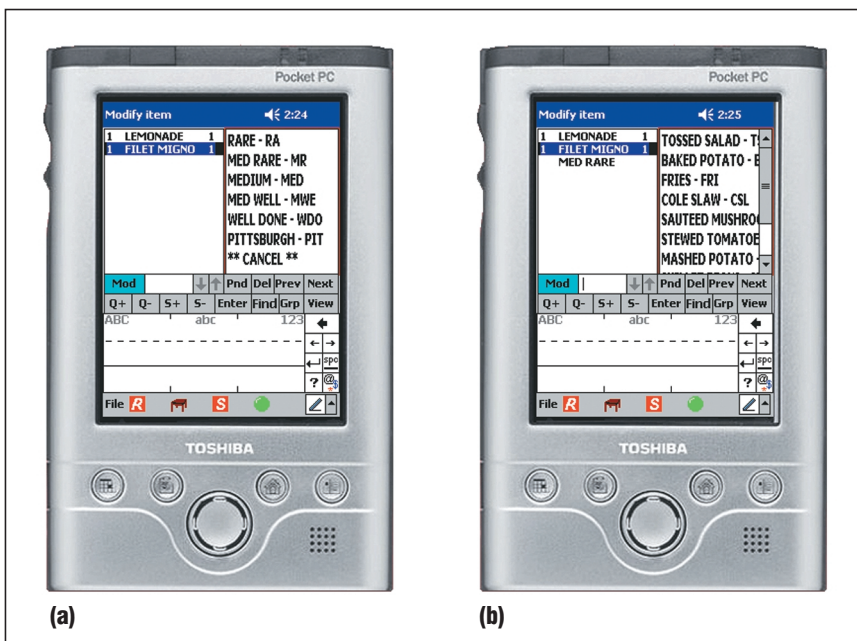 Pocket PC
Modify item 2:24
1 LEMONADE 1
1 FILET MIGNO 1
RARE - RA
MED RARE - MR
MEDIUM - MED
MED WELL - MWE
WELL DONE - WDO
PITTSBURGH - PIT
** CANCEL **
Mod Pnd Del Prev Next
Q+ Q- S+ S- Enter Find Grp View
ABC abc 123
spc
? @
File R S
TOSHIBA
(a)
Pocket PC
Modify item 2:25
1 LEMONADE 1
1 FILET MIGNO 1
MED RARE
TOSSED SALAD - TS
BAKED POTATO - B
FRIES - FRI
COLE SLAW - CSL
SAUTEED MUSHROO
STEWED TOMATOE
MASHED POTATO -
Mod Pnd Del Prev Next
Q+ Q- S+ S- Enter Find Grp View
ABC abc 123
spc
? @
File R S
TOSHIBA
(b)